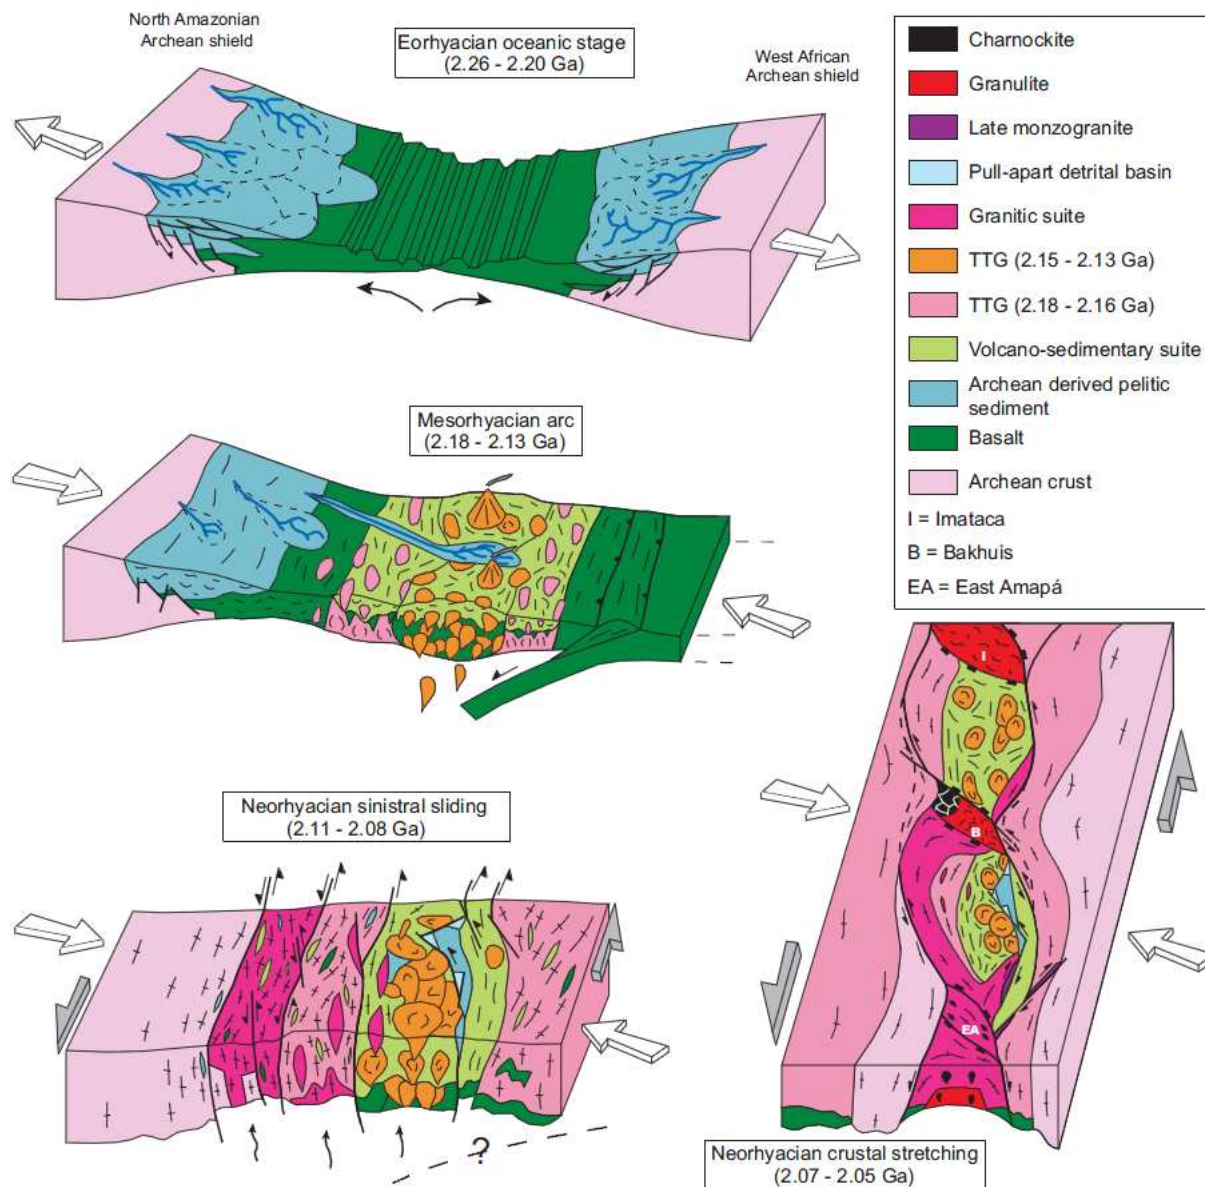 North Amazonian
Archean shield
Eorhyacian oceanic stage
(2.26 - 2.20 Ga)
West African
Archean shield
Charnockite
Granulite
Late monzogranite
Pull-apart detrital basin
Granitic suite
TTG (2.15 - 2.13 Ga)
TTG (2.18 - 2.16 Ga)
Volcano-sedimentary suite
Archean derived pelitic
sediment
Basalt
Archean crust
I = Imataca
B = Bakhuis
EA = East Amapá
Mesorhyacian arc
(2.18 - 2.13 Ga)
Neorhyacian sinistral sliding
(2.11 - 2.08 Ga)
?
I
B
EA
Neorhyacian crustal stretching
(2.07 - 2.05 Ga)